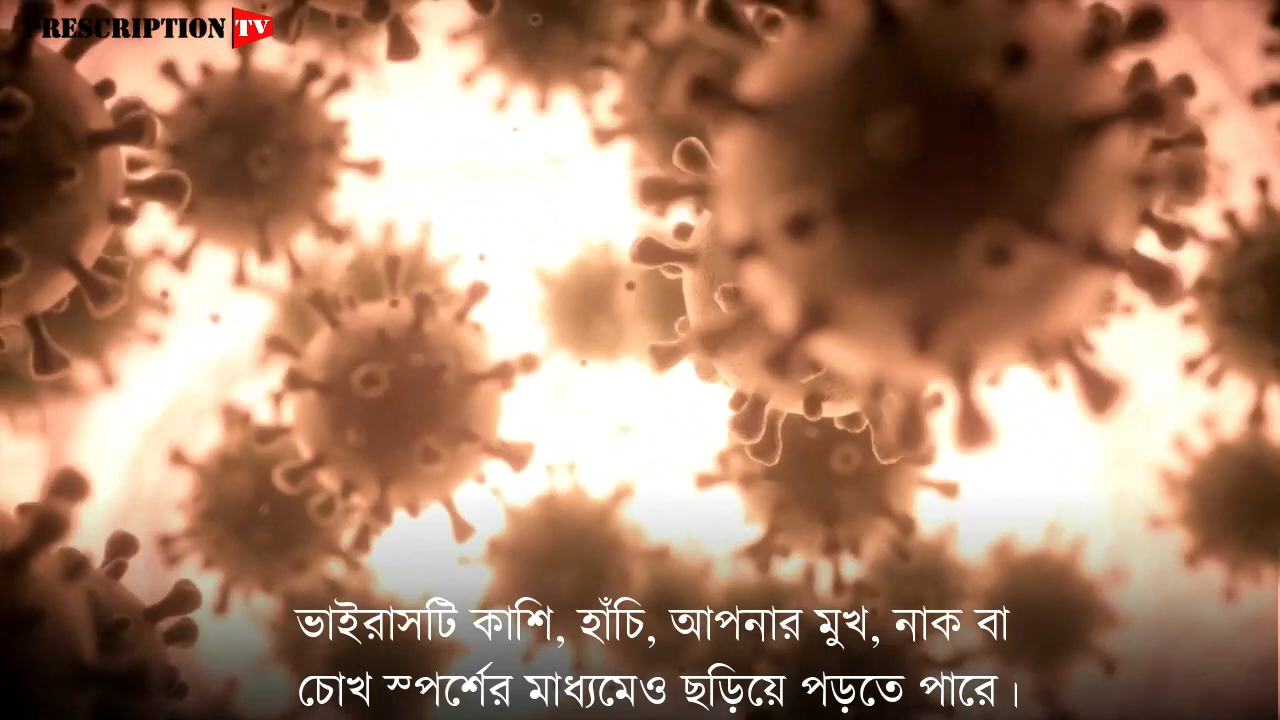 PRESCRIPTION TV
ভাইরাসটি কাশি, হাঁচি, আপনার মুখ, নাক বা
চোখ স্পর্শের মাধ্যমেও ছড়িয়ে পড়তে পারে।